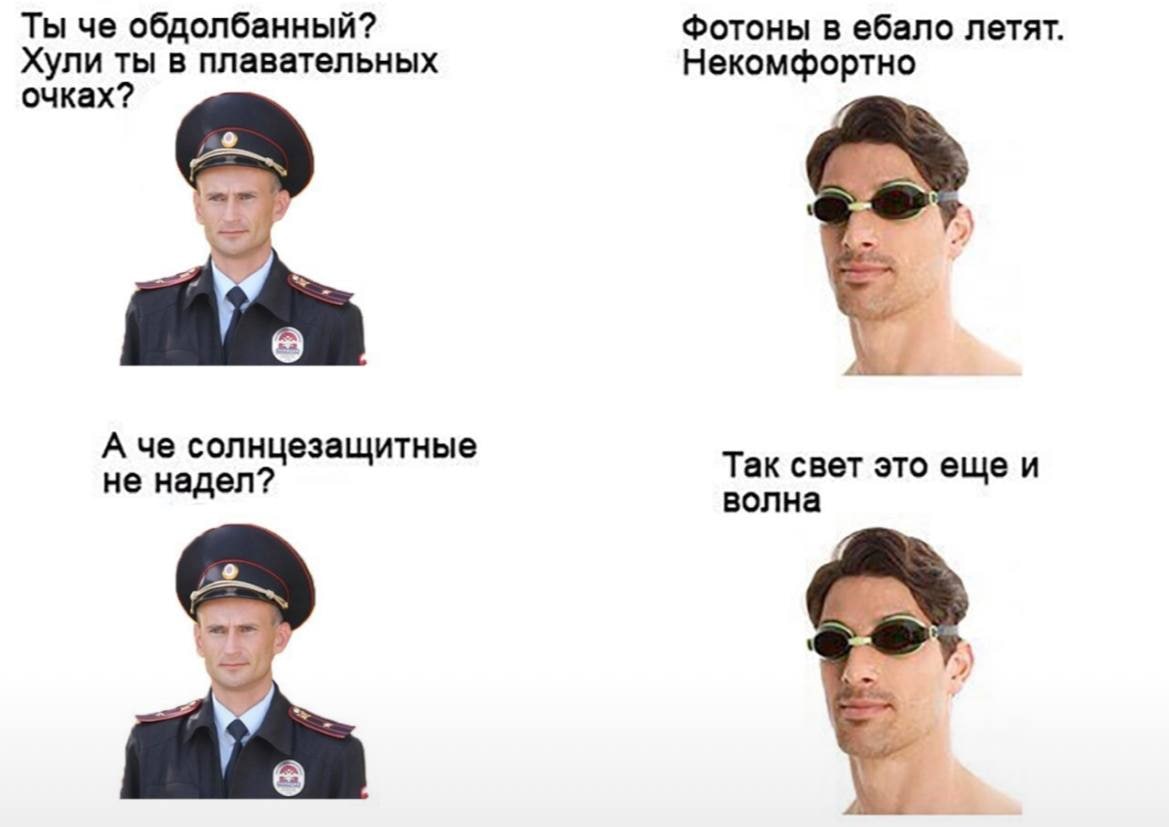 Ты че обдолбанный?
Хули ты в плавательных
очках?
Фотоны в ебало летят.
Некомфортно
А че солнцезащитные
не надел?
Так свет это еще и
волна